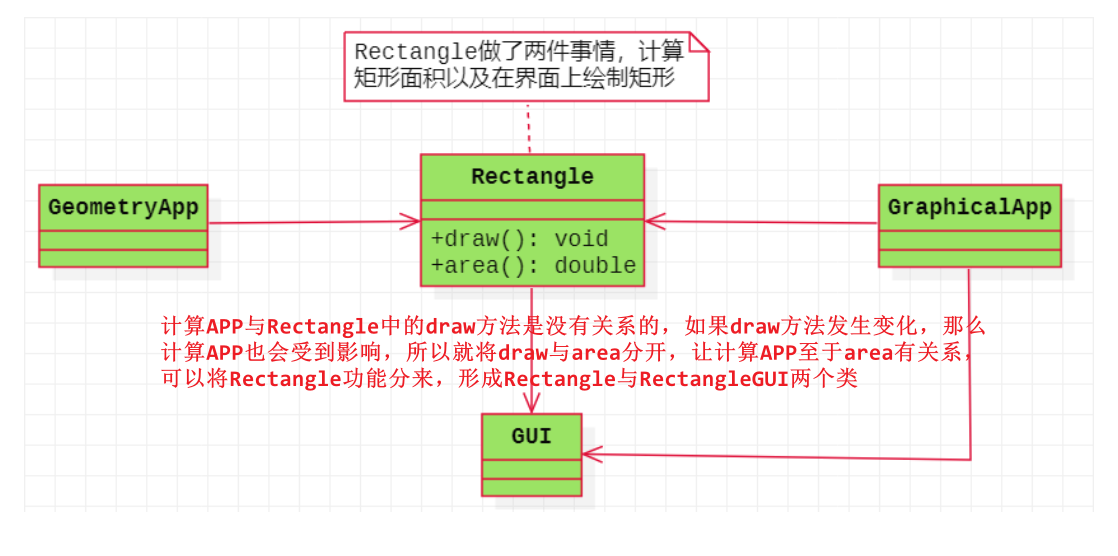 Rectangle做了两件事情，计算
矩形面积以及在界面上绘制矩形
Rectangle
GeometryApp
GraphicalApp
+draw(): void
+area(): double
计算APP与Rectangle中的draw方法是没有关系的，如果draw方法发生变化，那么
计算APP也会受到影响，所以就将draw与area分开，让计算APP至于area有关系，
可以将Rectangle功能分来，形成Rectangle与RectangleGUI两个类
GUI